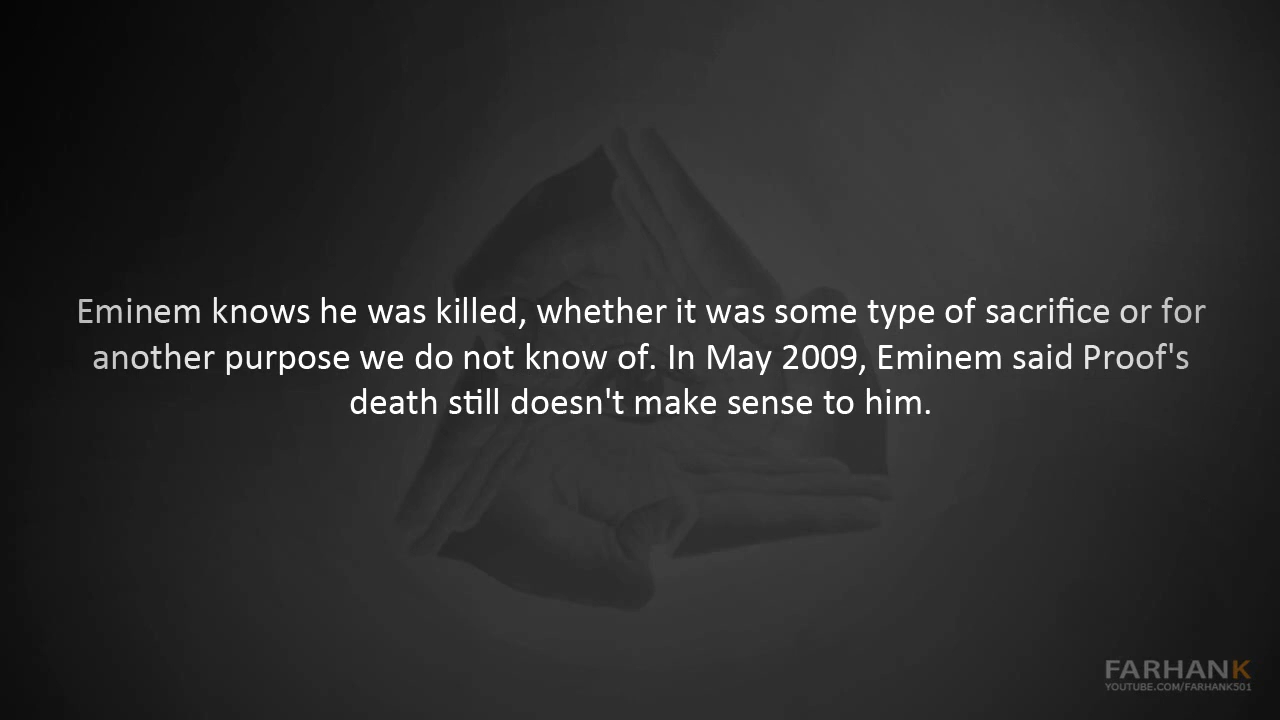 Eminem knows he was killed, whether it was some type of sacrifice or for
another purpose we do not know of. In May 2009, Eminem said Proof's
death still doesn't make sense to him.
FARHANK
YOUTUBE.COM/FARHANK501